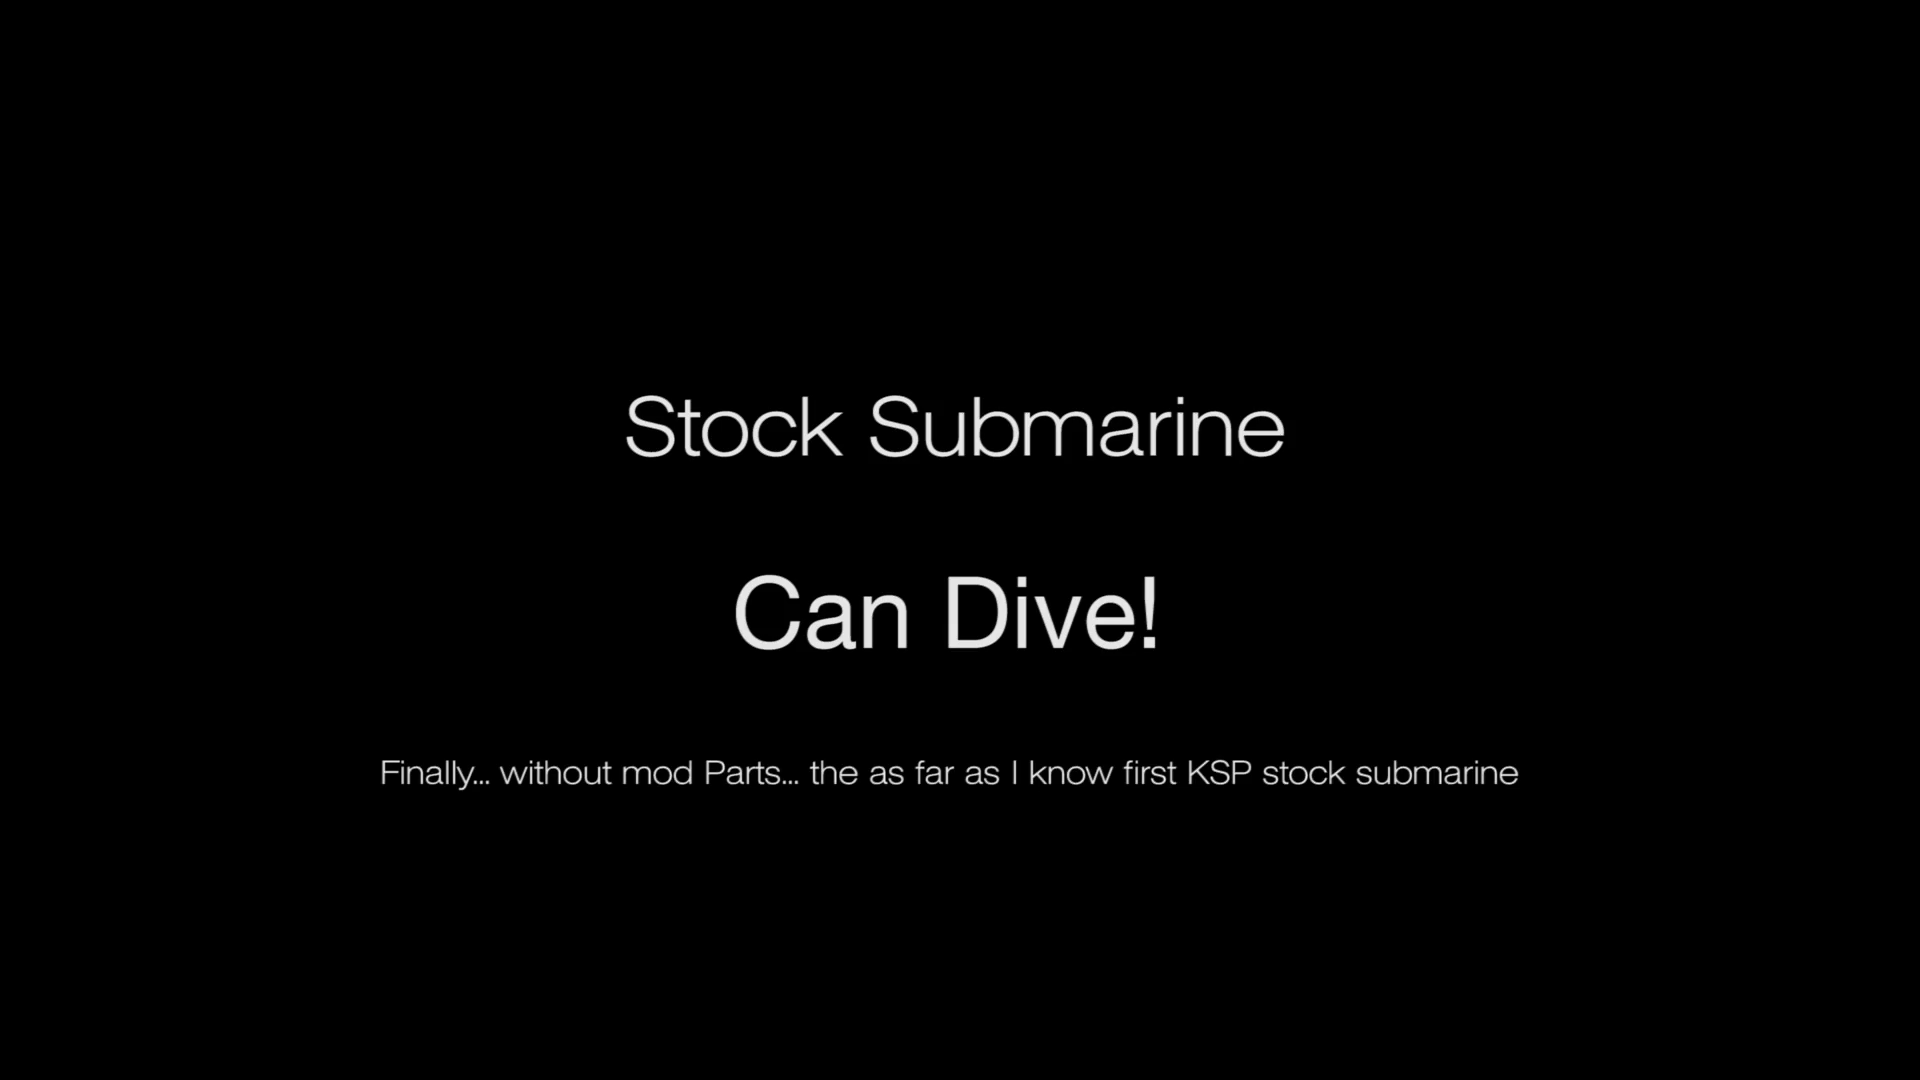 Stock Submarine
Can Dive!
Finally... without mod Parts... the as far as I know first KSP stock submarine